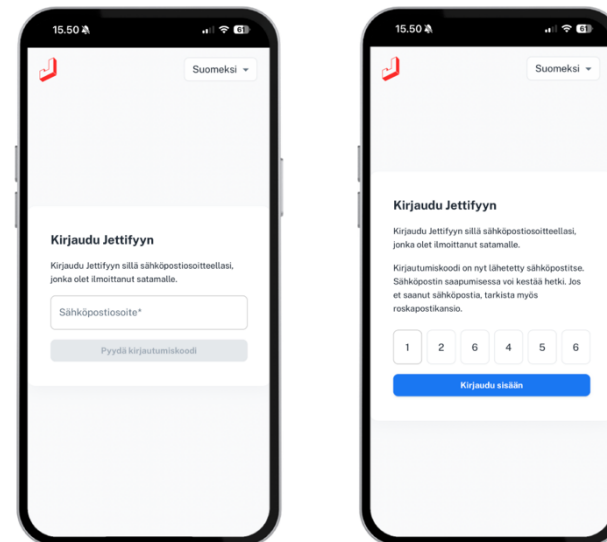 15.50
61
Suomeksi
Kirjaudu Jettifyyn
Kirjaudu Jettifyyn sillä sähköpostiosoitteellasi,
jonka olet ilmoittanut satamalle.
Sähköpostiosoite*
Pyydä kirjautumiskoodi
15.50
61
Suomeksi
Kirjaudu Jettifyyn
Kirjaudu Jettifyyn sillä sähköpostiosoitteellasi,
jonka olet ilmoittanut satamalle.
Kirjautumiskoodi on nyt lähetetty sähköpostitse.
Sähköpostin saapumisessa voi kestää hetki. Jos
et saanut sähköpostia, tarkista myös
roskapostikansio.
1 2 6 4 5 6
Kirjaudu sisään